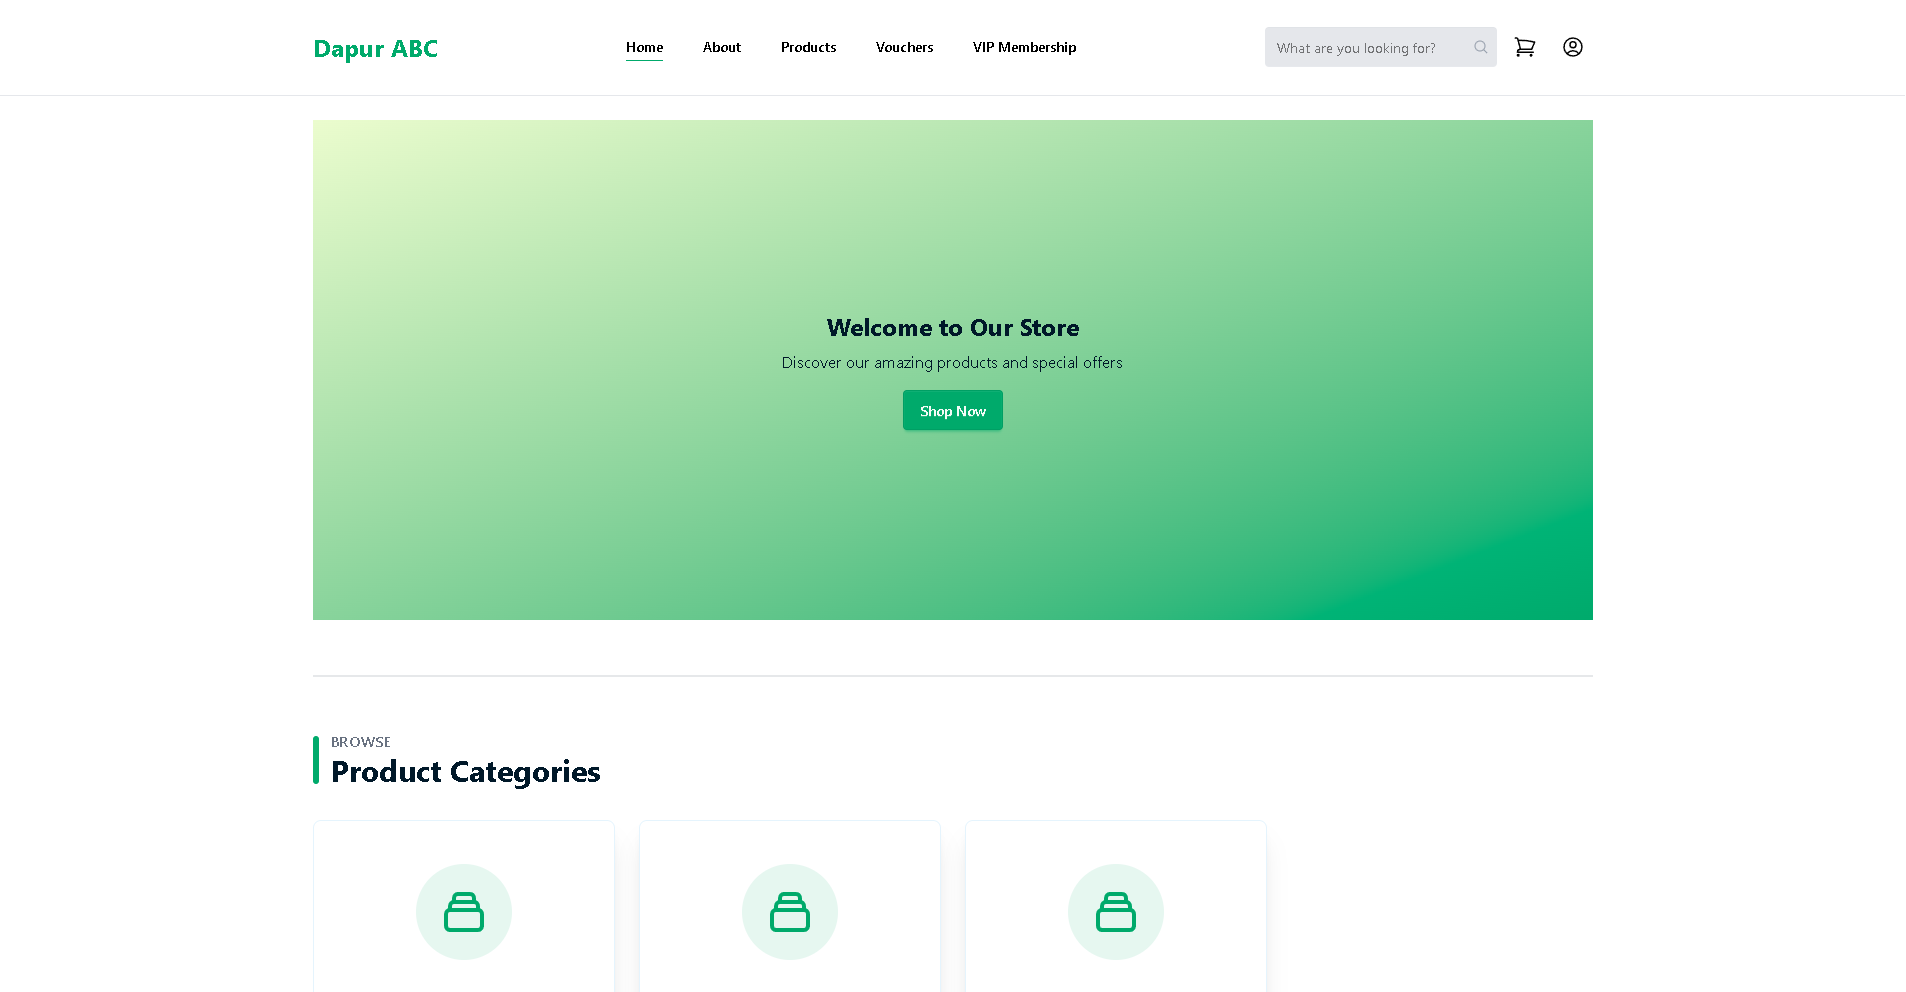 Dapur ABC
Home About Products Vouchers VIP Membership
What are you looking for?
Welcome to Our Store
Discover our amazing products and special offers
Shop Now
BROWSE
Product Categories